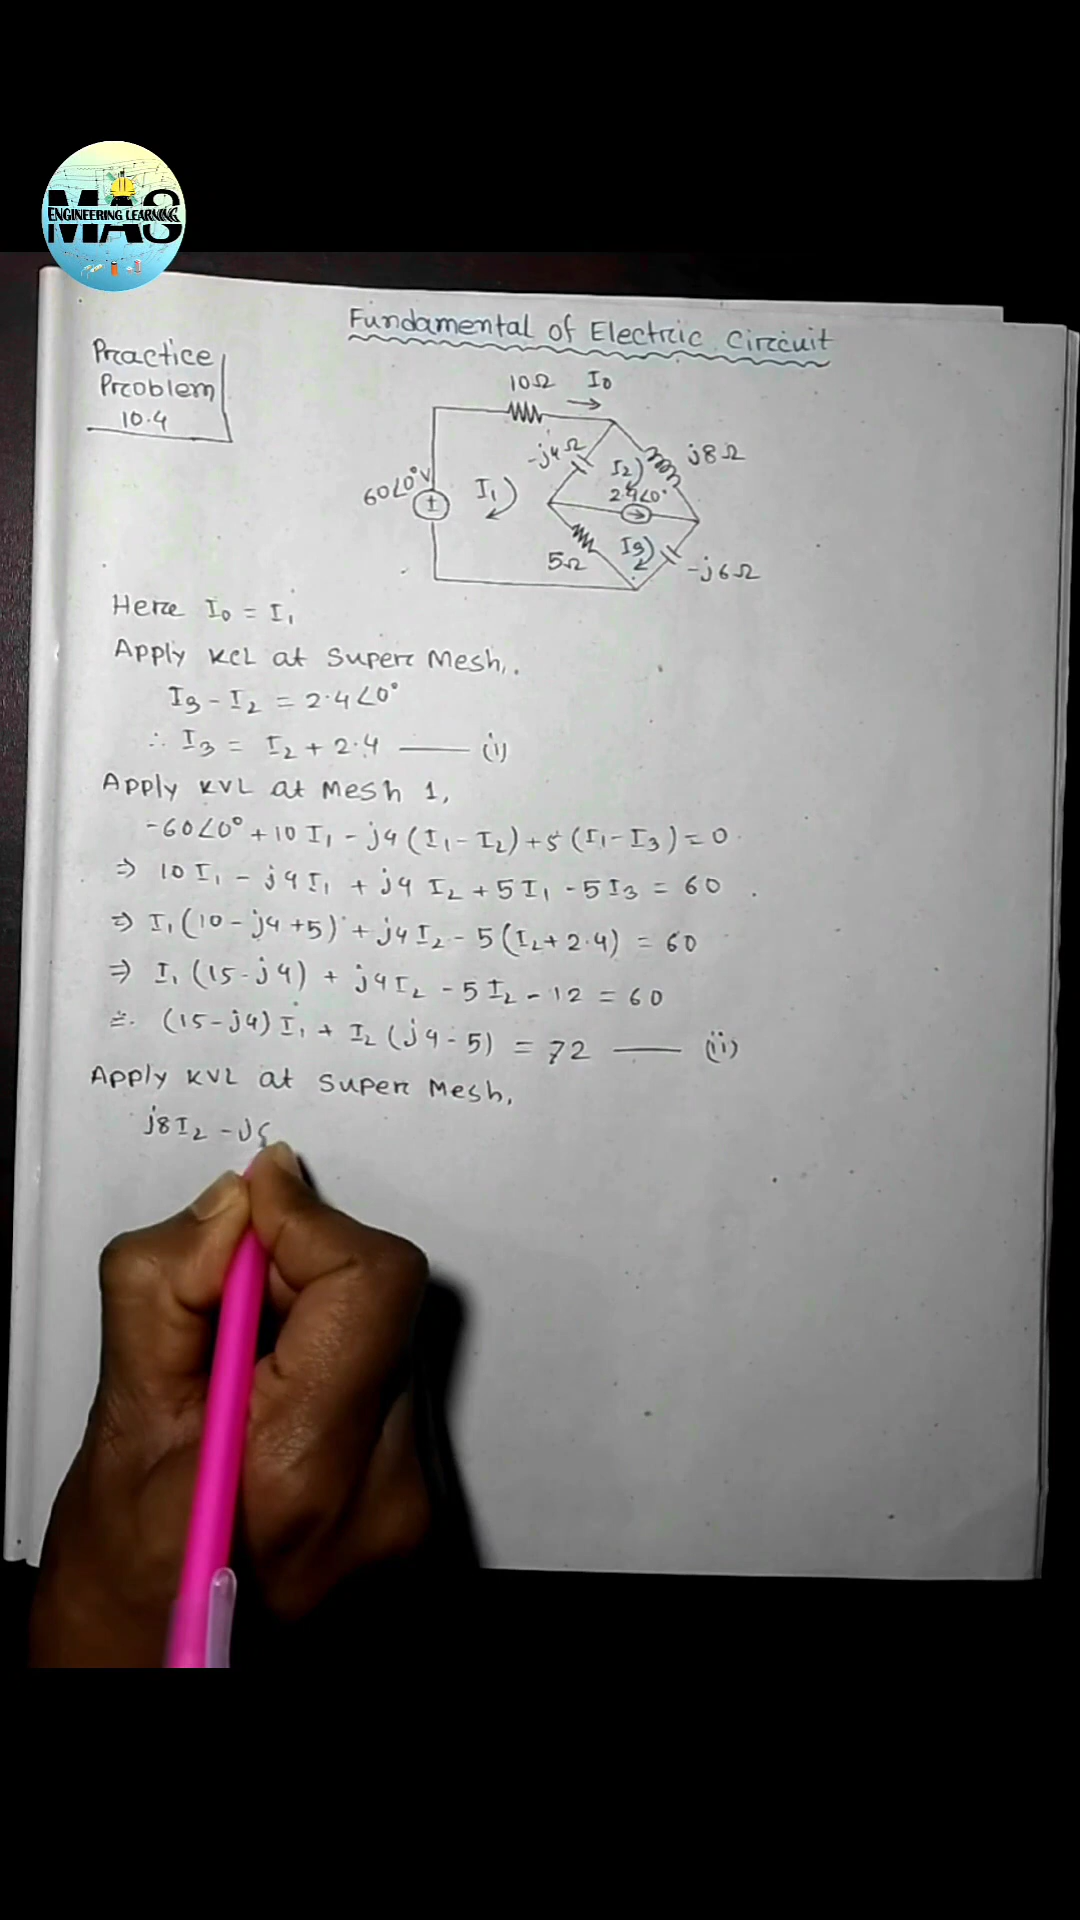 MAS
ENGINEERING LEARNING
Fundamental of Electric Circuit
Practice
Problem
10.4
10Ω I₀
-j4Ω
j8Ω
60∠0°V
I₁
I₂
2.4∠0°
5Ω
I3
-j6Ω
Here I₀ = I₁
Apply KCL at Super Mesh,.
I3 - I₂ = 2.4∠0°
∴ I3 = I₂ + 2.4 —— (i)
Apply KVL at Mesh 1,
-60∠0° + 10 I₁ - j4 (I₁ - I₂) + 5 (I₁ - I3) = 0
⇒ 10 I₁ - j4 I₁ + j4 I₂ + 5 I₁ - 5 I3 = 60
⇒ I₁ (10 - j4 + 5) + j4 I₂ - 5 (I₂ + 2.4) = 60
⇒ I₁ (15 - j4) + j4 I₂ - 5 I₂ - 12 = 60
∴ (15 - j4) I₁ + I₂ (j4 - 5) = 72 —— (ii)
Apply KVL at Super Mesh,
j8 I₂ - j